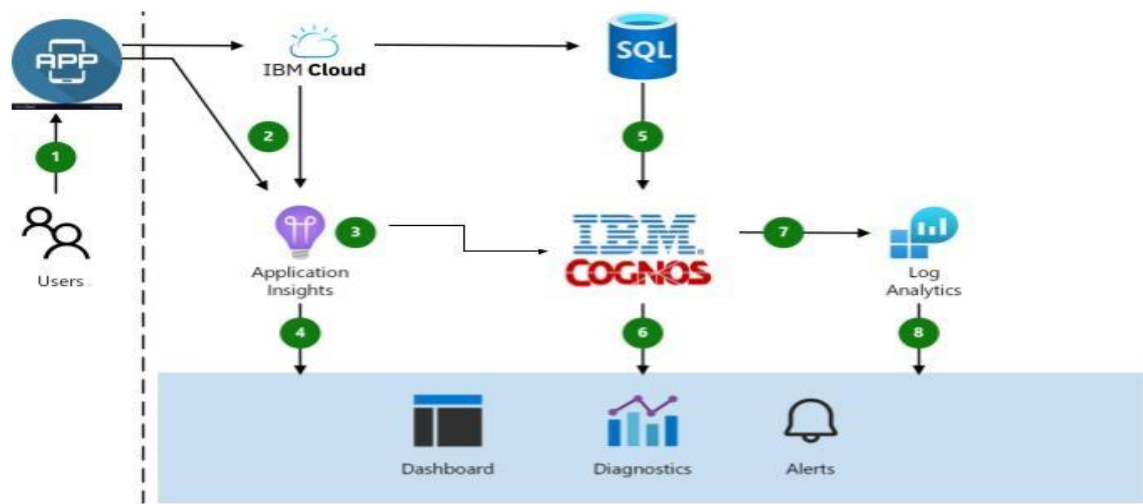 APP
IBM Cloud
SQL
1
2
5
Users
Application
Insights
3
IBM.
COGNOS
7
Log
Analytics
4
6
8
Dashboard
Diagnostics
Alerts